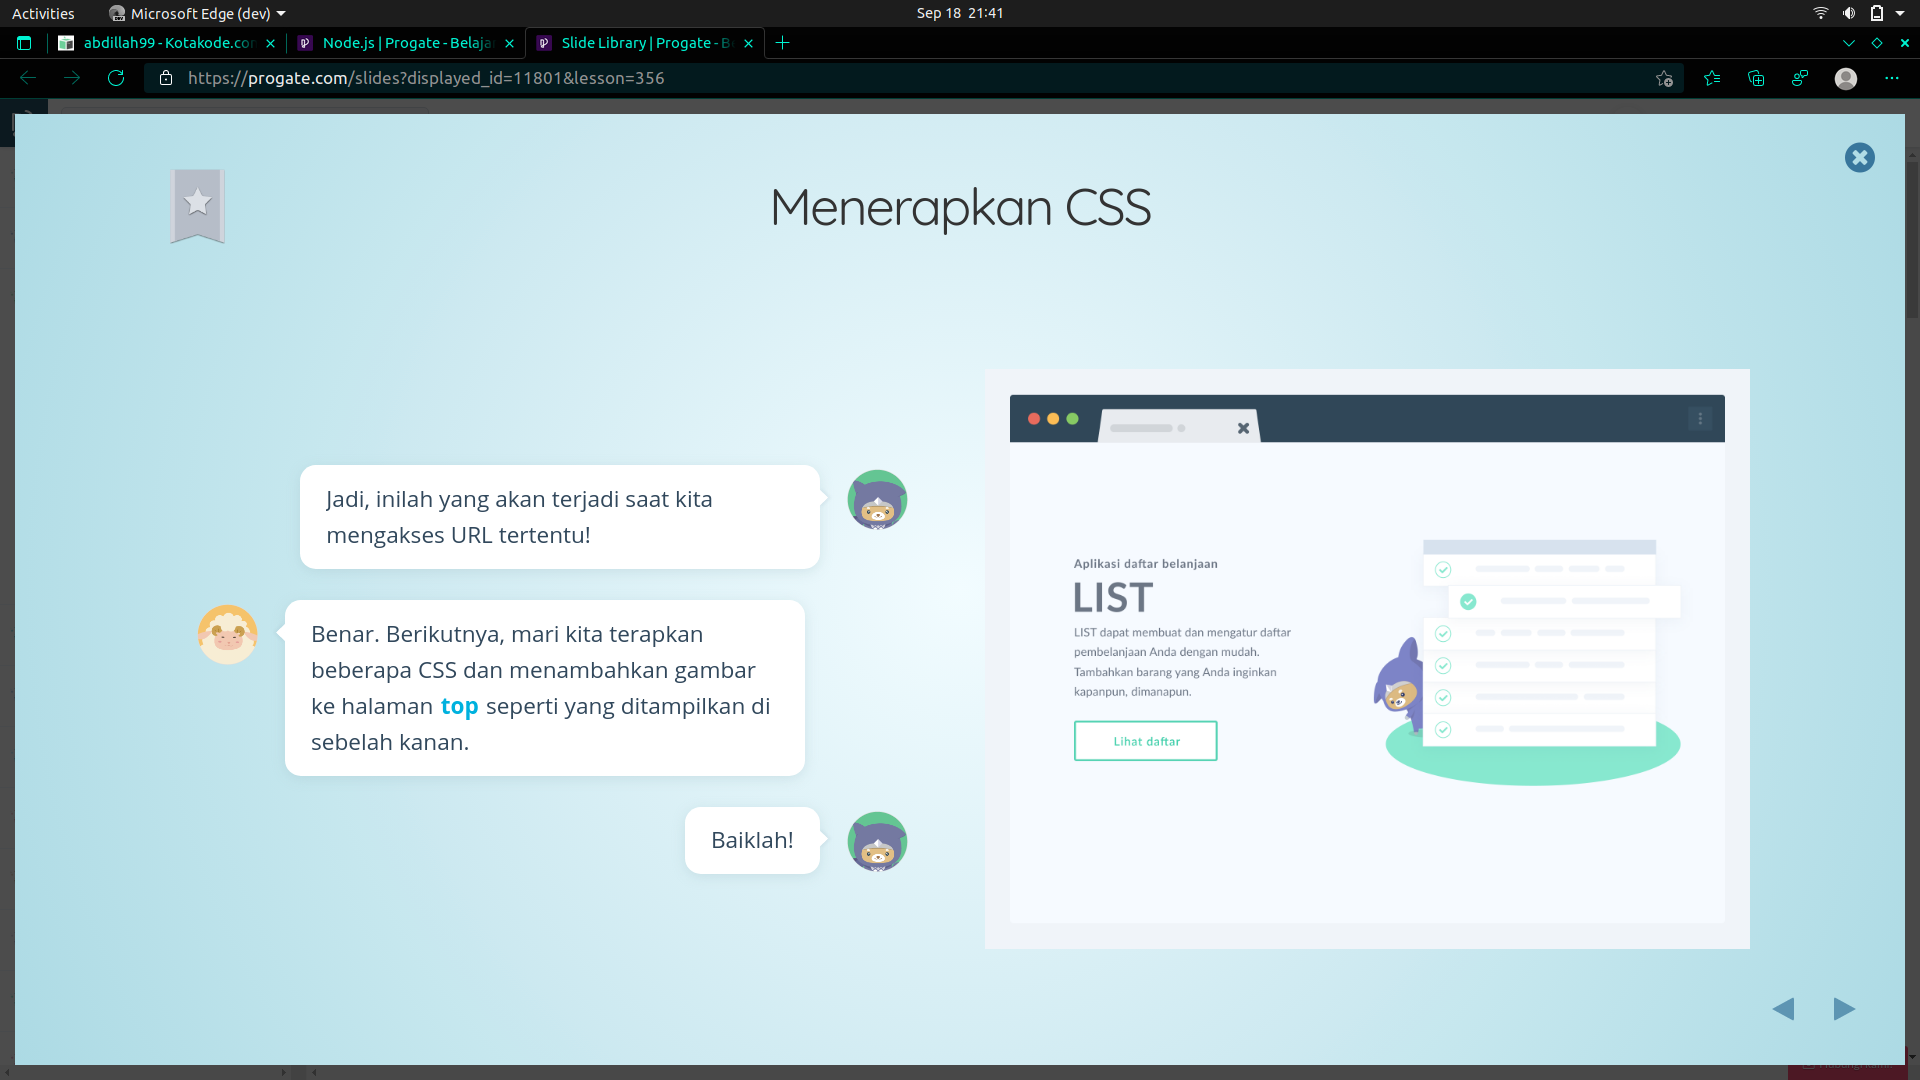 Activities
Microsoft Edge (dev)
Sep 18 21:41
abdillah99 - Kotakode.con
Node.js | Progate - Belaja
Slide Library | Progate - B
https://progate.com/slides?displayed_id=11801&lesson=356
Menerapkan CSS
Jadi, inilah yang akan terjadi saat kita
mengakses URL tertentu!
Benar. Berikutnya, mari kita terapkan
beberapa CSS dan menambahkan gambar
ke halaman top seperti yang ditampilkan di
sebelah kanan.
Baiklah!
Aplikasi daftar belanjaan
LIST
LIST dapat membuat dan mengatur daftar
pembelanjaan Anda dengan mudah.
Tambahkan barang yang Anda inginkan
kapanpun, dimanapun.
Lihat daftar